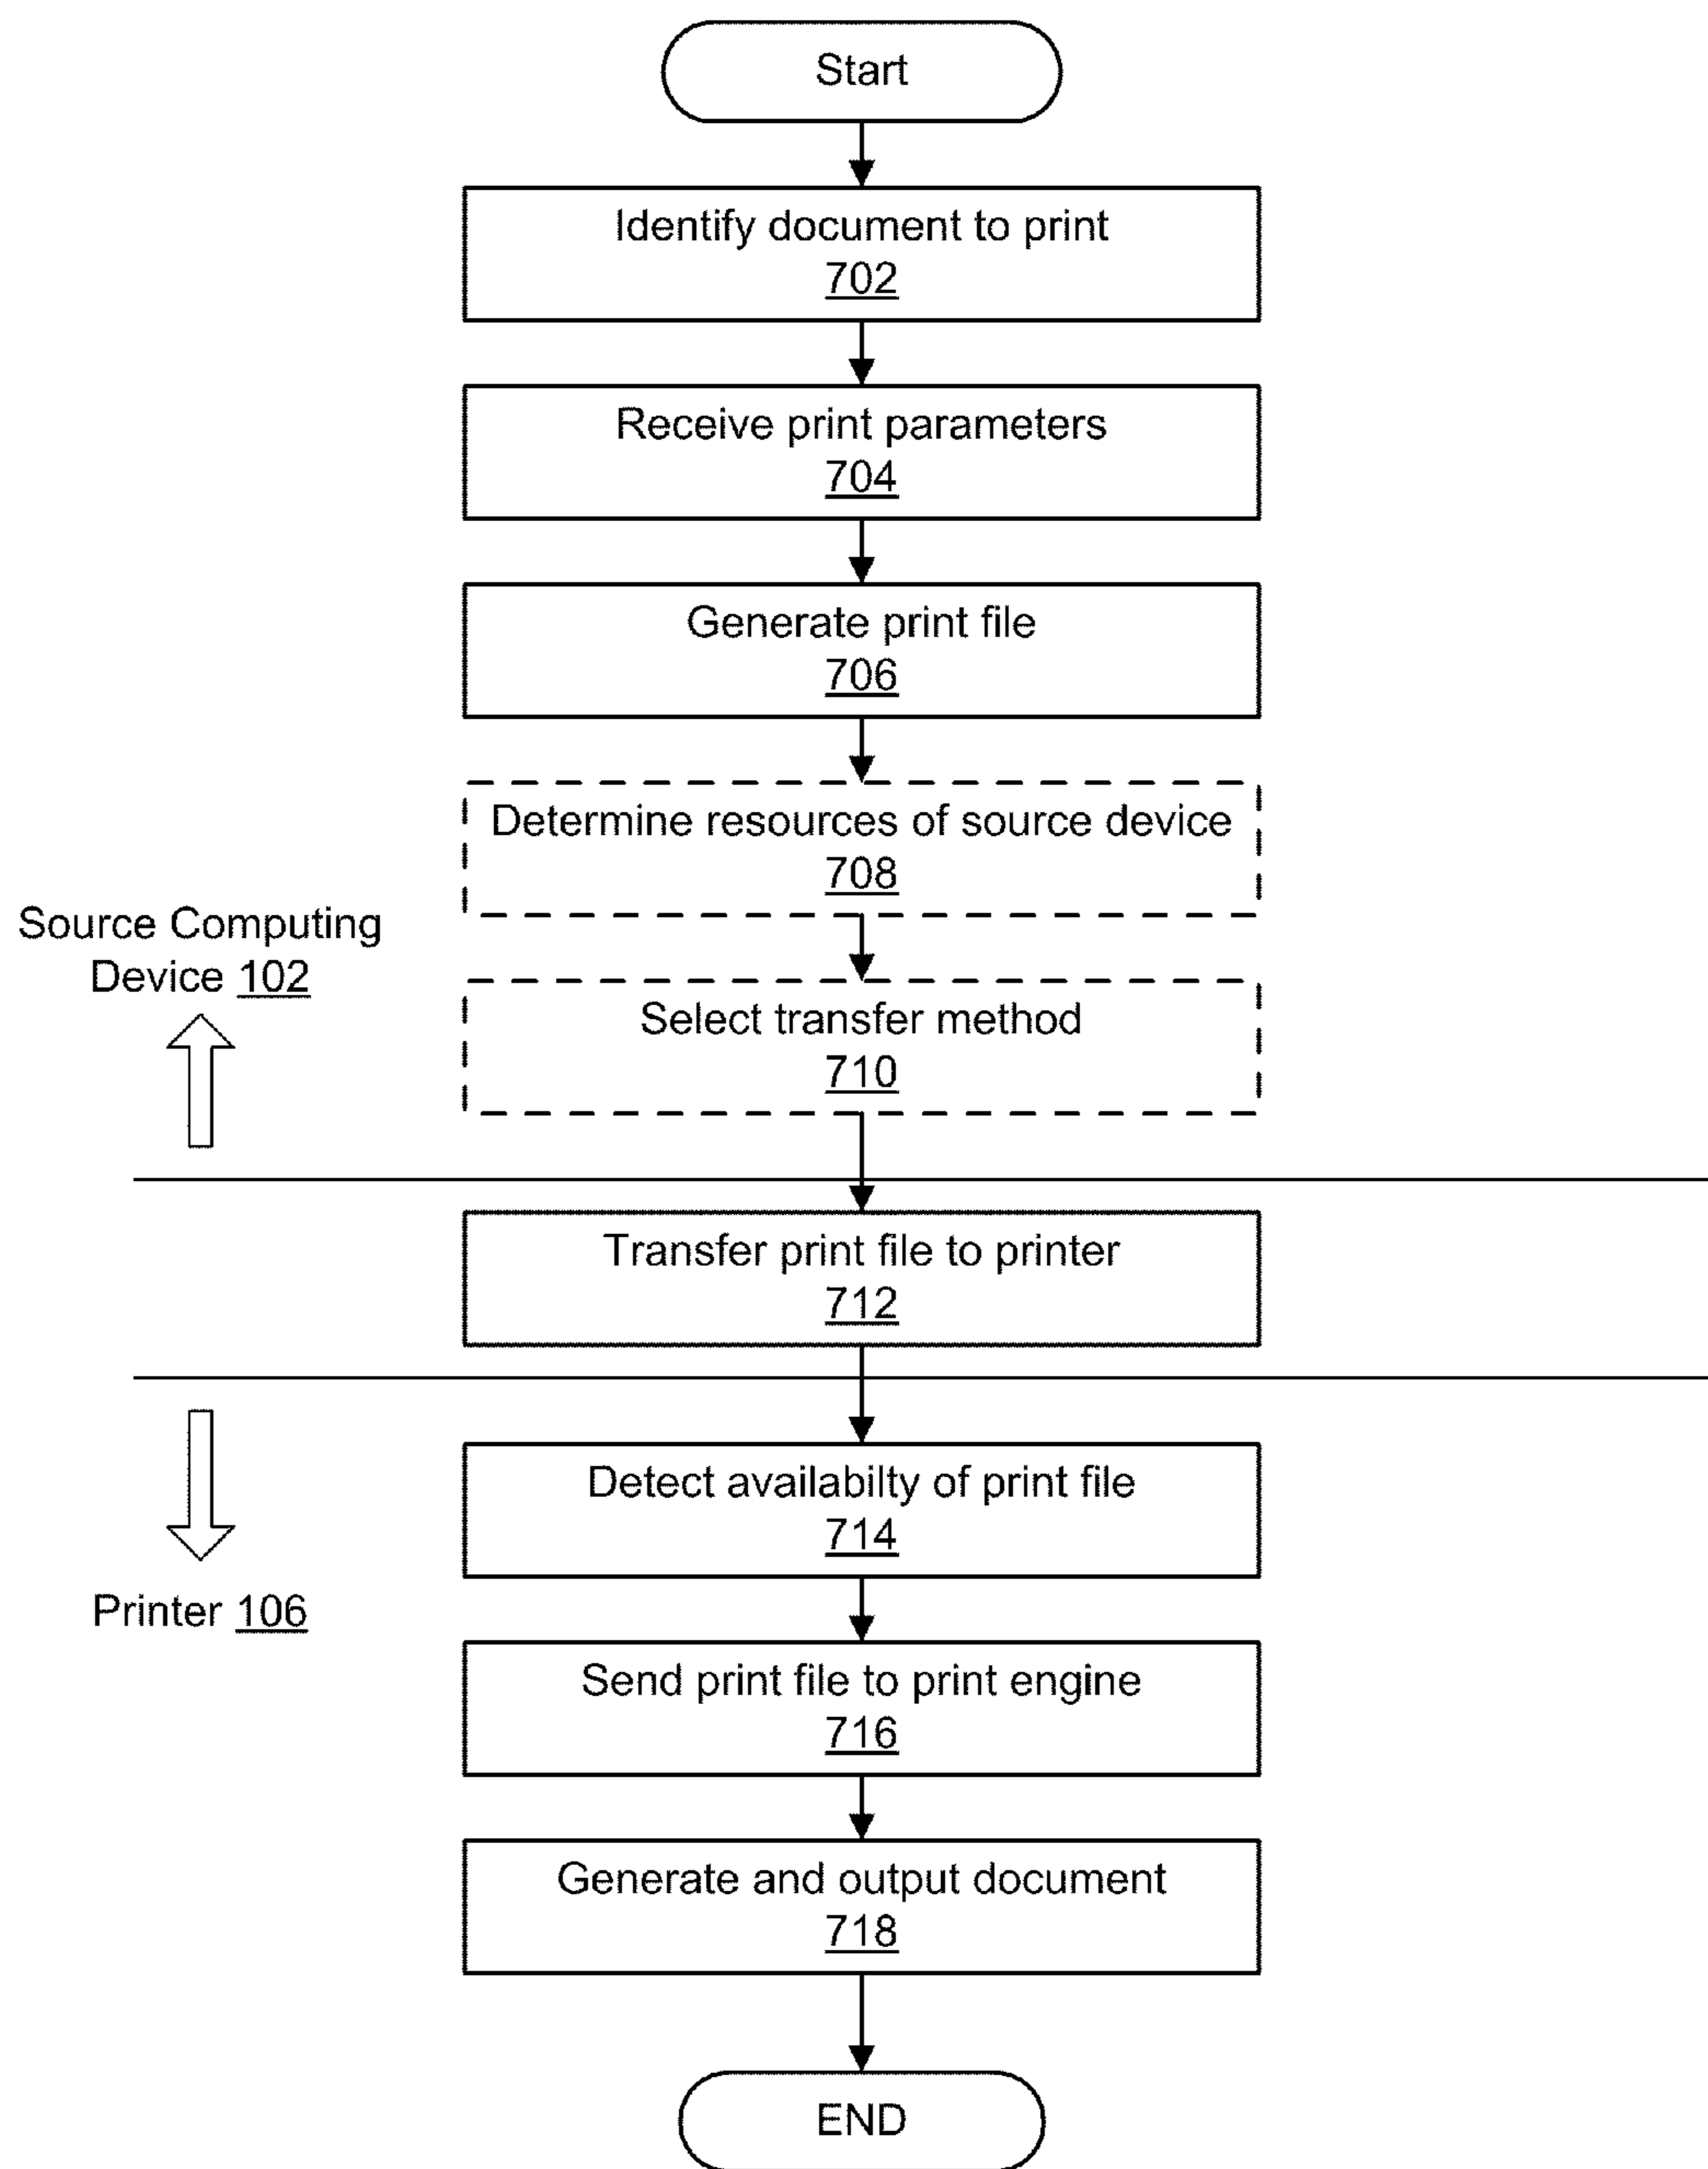 Start
Identify document to print
702
Receive print parameters
704
Generate print file
706
Determine resources of source device
708
Source Computing
Device 102
Select transfer method
710
Transfer print file to printer
712
Detect availabilty of print file
714
Printer 106
Send print file to print engine
716
Generate and output document
718
END